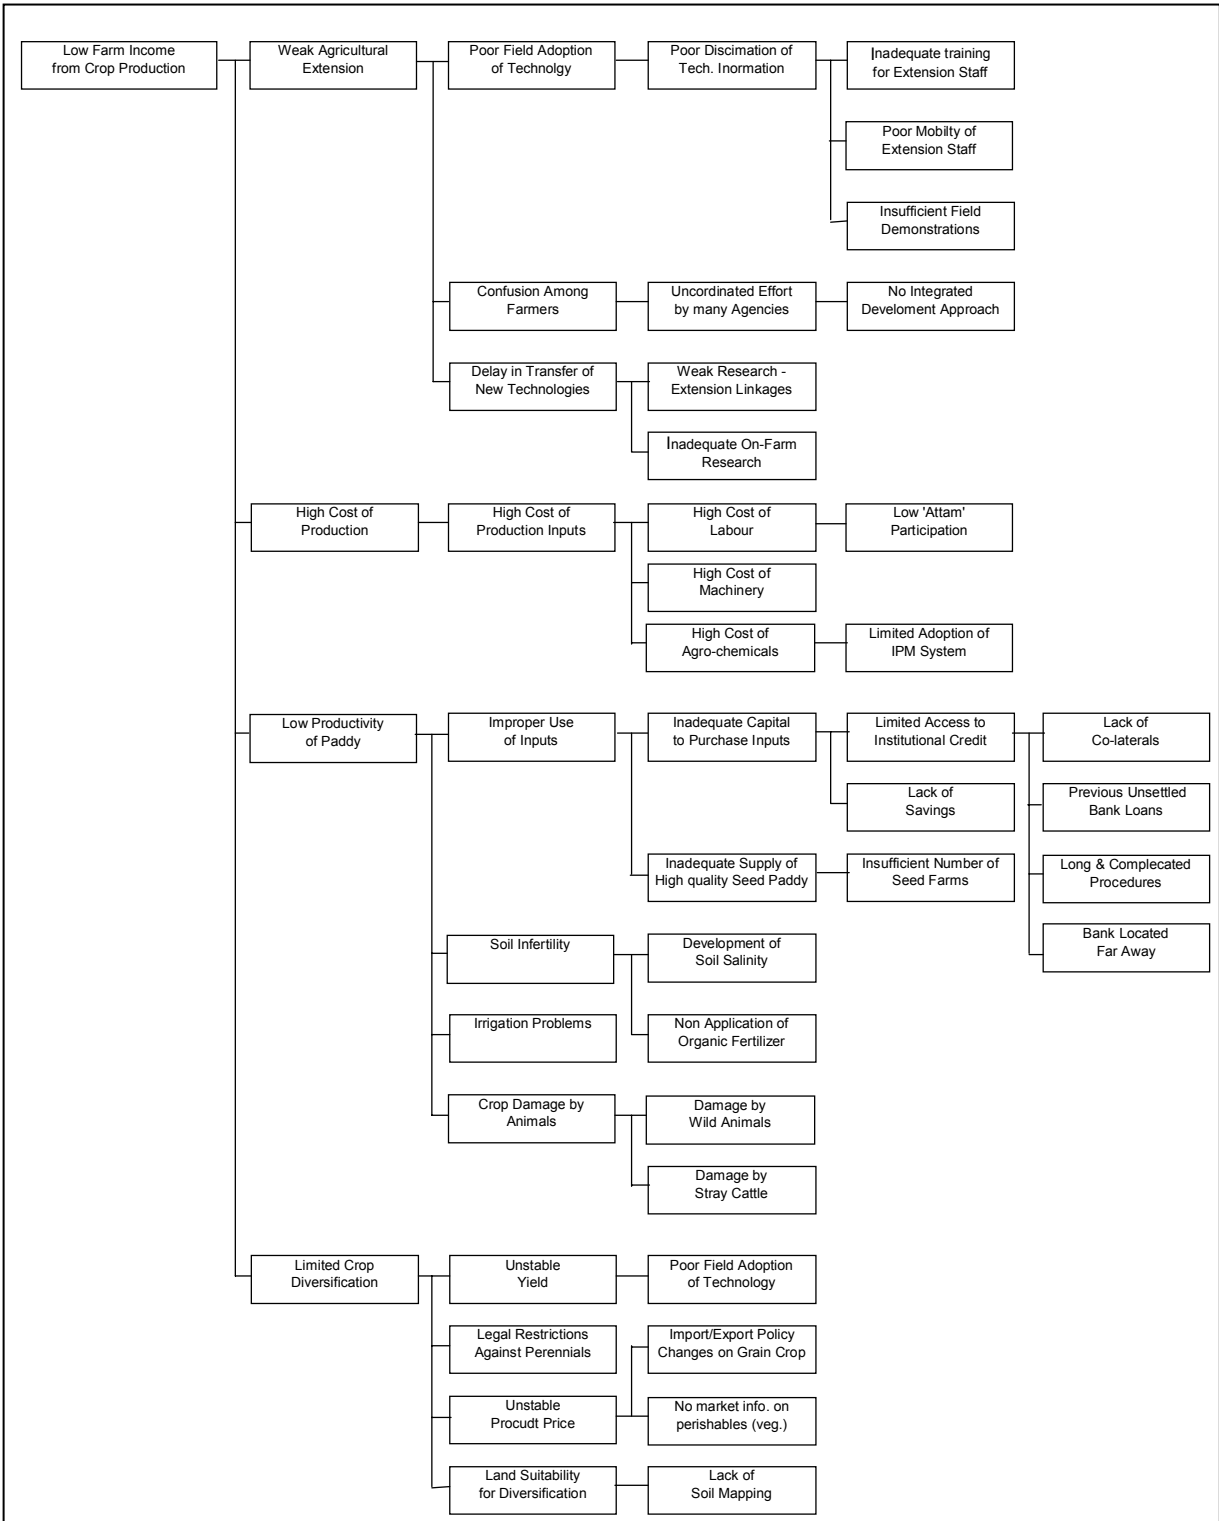 Low Farm Income
from Crop Production
Weak Agricultural
Extension
Poor Field Adoption
of Technolgy
Poor Discimation of
Tech. Inormation
Inadequate training
for Extension Staff
Poor Mobilty of
Extension Staff
Insufficient Field
Demonstrations
Confusion Among
Farmers
Uncordinated Effort
by many Agencies
No Integrated
Develoment Approach
Delay in Transfer of
New Technologies
Weak Research -
Extension Linkages
Inadequate On-Farm
Research
High Cost of
Production
High Cost of
Production Inputs
High Cost of
Labour
Low 'Attam'
Participation
High Cost of
Machinery
High Cost of
Agro-chemicals
Limited Adoption of
IPM System
Low Productivity
of Paddy
Improper Use
of Inputs
Inadequate Capital
to Purchase Inputs
Limited Access to
Institutional Credit
Lack of
Co-laterals
Lack of
Savings
Previous Unsettled
Bank Loans
Inadequate Supply of
High quality Seed Paddy
Insufficient Number of
Seed Farms
Long & Complecated
Procedures
Bank Located
Far Away
Soil Infertility
Development of
Soil Salinity
Irrigation Problems
Non Application of
Organic Fertilizer
Crop Damage by
Animals
Damage by
Wild Animals
Damage by
Stray Cattle
Limited Crop
Diversification
Unstable
Yield
Poor Field Adoption
of Technology
Legal Restrictions
Against Perennials
Import/Export Policy
Changes on Grain Crop
Unstable
Procudt Price
No market info. on
perishables (veg.)
Land Suitability
for Diversification
Lack of
Soil Mapping